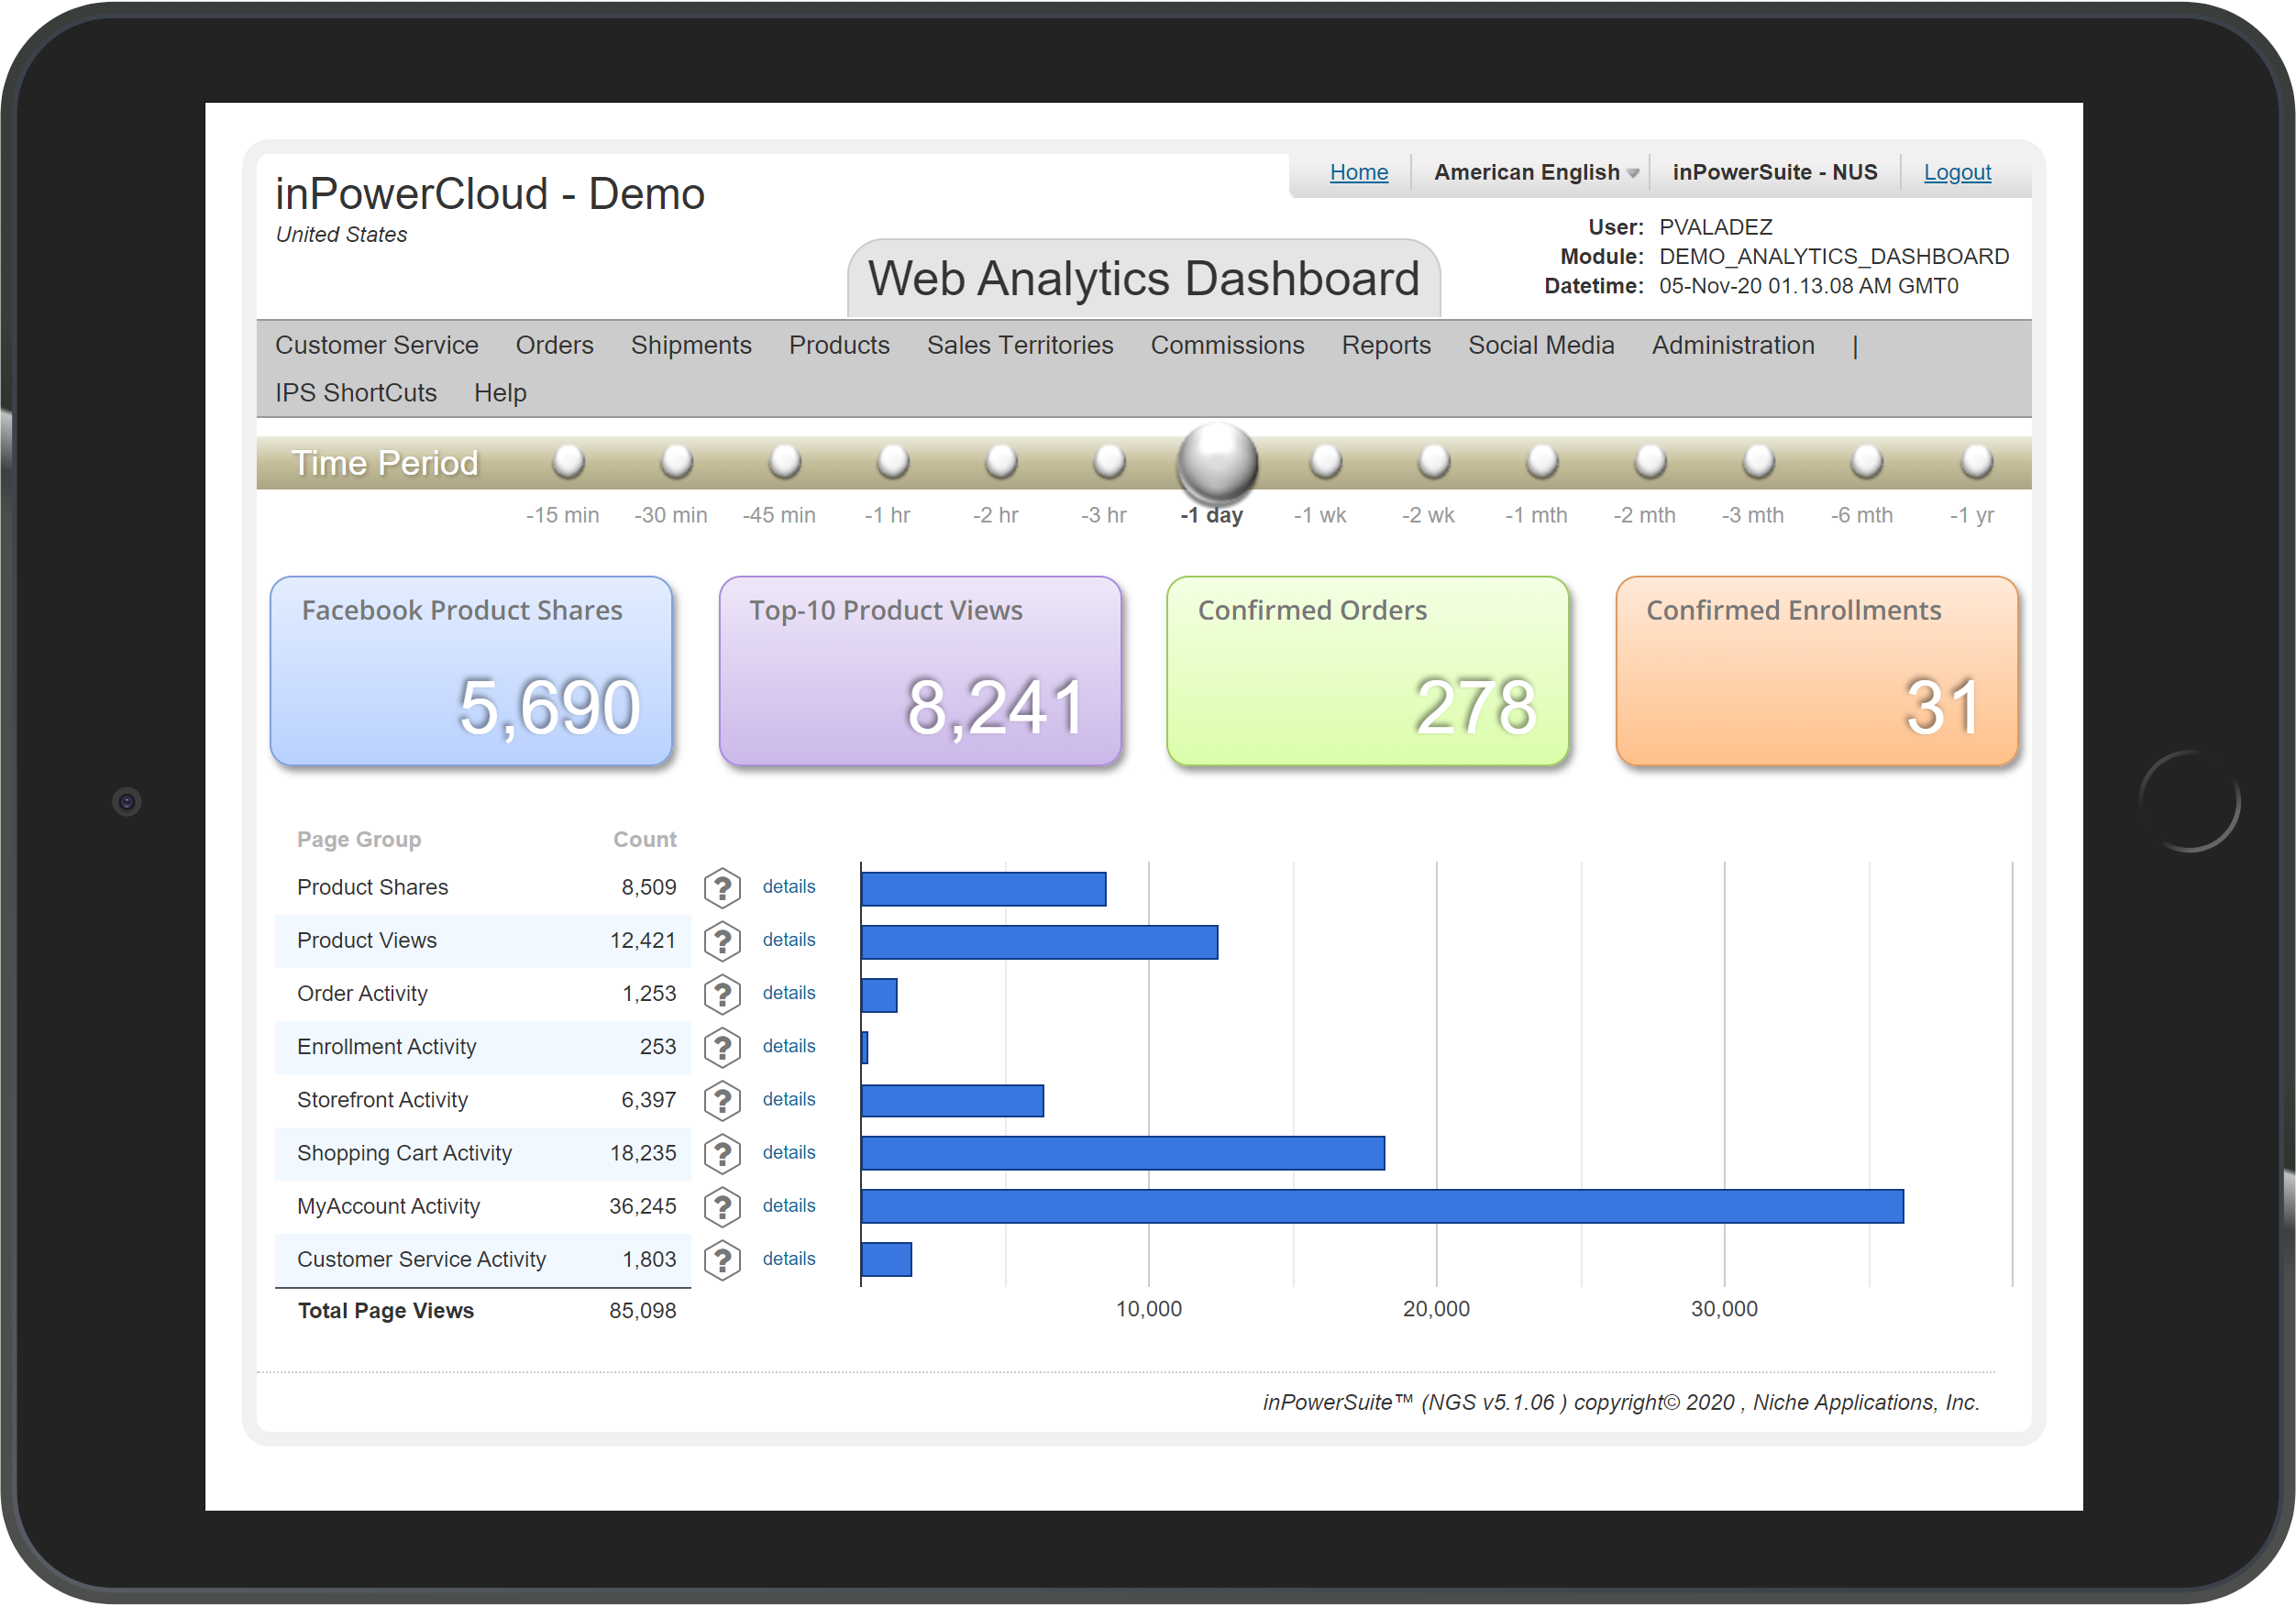 inPowerCloud - Demo
United States
Home American English inPowerSuite - NUS Logout
User: PVALADEZ
Module: DEMO_ANALYTICS_DASHBOARD
Datetime: 05-Nov-20 01.13.08 AM GMT0
Web Analytics Dashboard
Customer Service Orders Shipments Products Sales Territories Commissions Reports Social Media Administration |
IPS ShortCuts Help
Time Period
-15 min -30 min -45 min -1 hr -2 hr -3 hr -1 day -1 wk -2 wk -1 mth -2 mth -3 mth -6 mth -1 yr
Facebook Product Shares
5,690
Top-10 Product Views
8,241
Confirmed Orders
278
Confirmed Enrollments
31
Page Group Count
Product Shares 8,509 ? details
Product Views 12,421 ? details
Order Activity 1,253 ? details
Enrollment Activity 253 ? details
Storefront Activity 6,397 ? details
Shopping Cart Activity 18,235 ? details
MyAccount Activity 36,245 ? details
Customer Service Activity 1,803 ? details
Total Page Views 85,098
10,000 20,000 30,000
inPowerSuite™ (NGS v5.1.06 ) copyright© 2020 , Niche Applications, Inc.